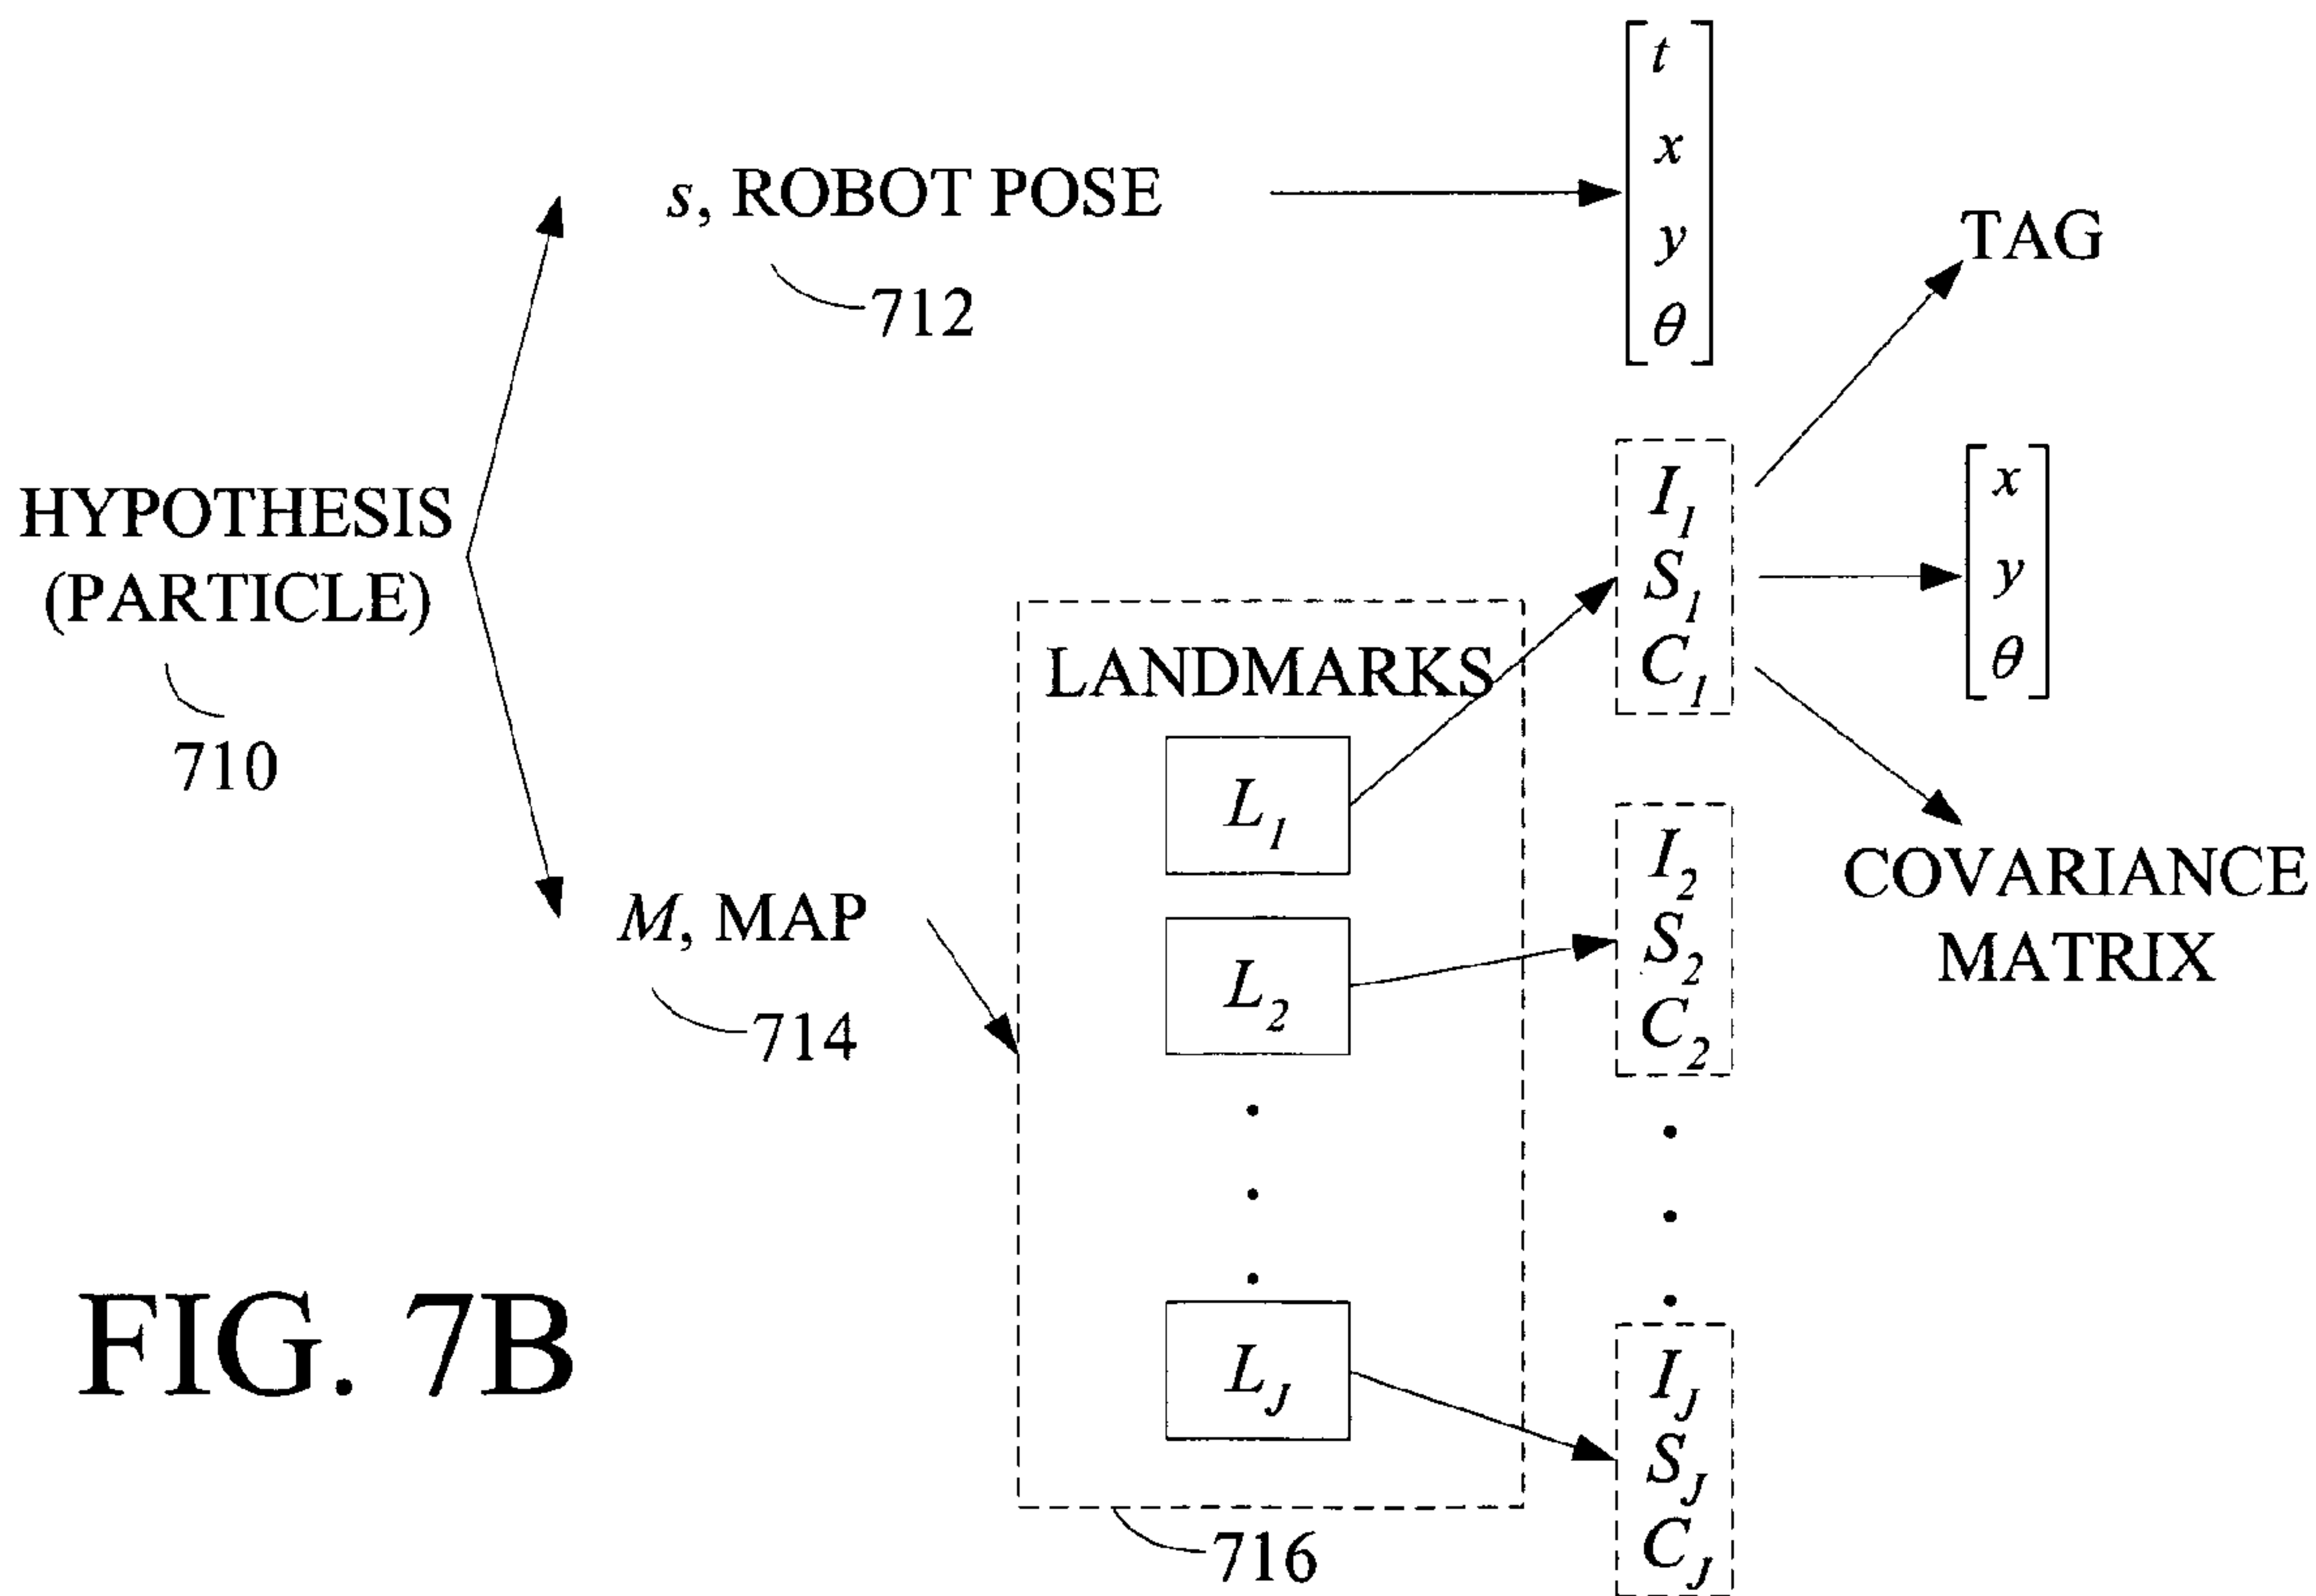 t
x
y
θ
s, ROBOT POSE
712
TAG
HYPOTHESIS
(PARTICLE)
710
I1
S1
C1
x
y
θ
LANDMARKS
L1
M, MAP
714
L2
I2
S2
C2
COVARIANCE
MATRIX
.
.
.
.
.
.
LJ
IJ
SJ
CJ
716
FIG. 7B